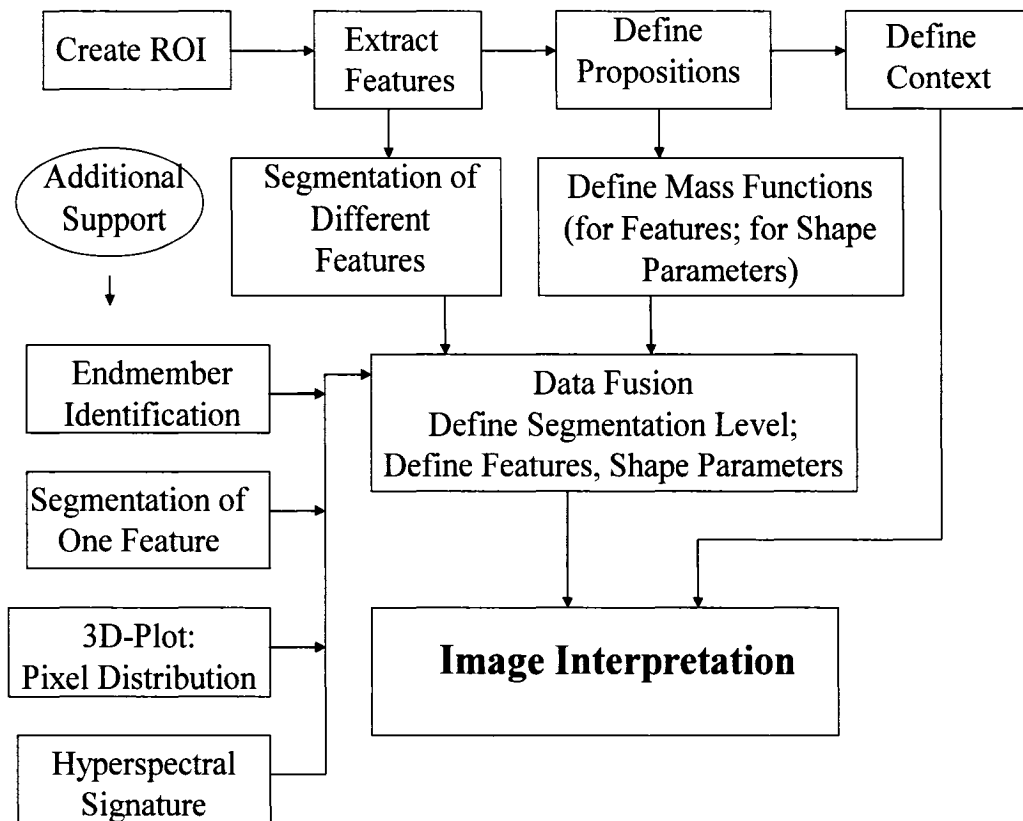 Create ROI
Extract
Features
Define
Propositions
Define
Context
Additional
Support
Segmentation of
Different
Features
Define Mass Functions
(for Features; for Shape
Parameters)
Endmember
Identification
Data Fusion
Define Segmentation Level;
Define Features, Shape Parameters
Segmentation of
One Feature
3D-Plot:
Pixel Distribution
Image Interpretation
Hyperspectral
Signature